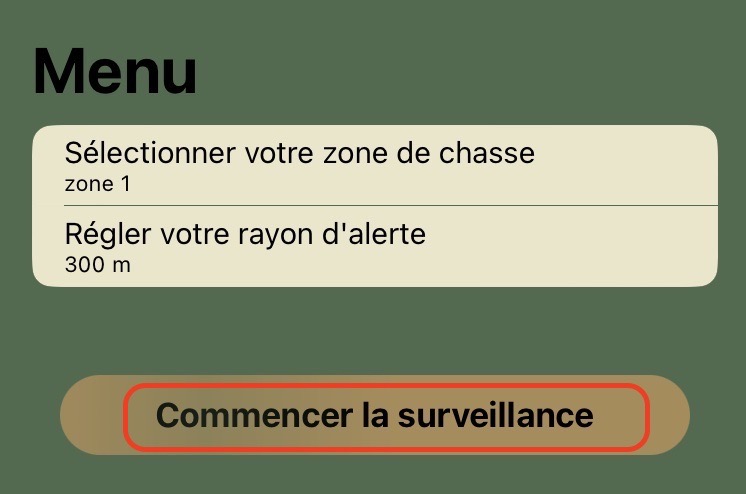 Menu
Sélectionner votre zone de chasse
zone 1
Régler votre rayon d'alerte
300 m
Commencer la surveillance